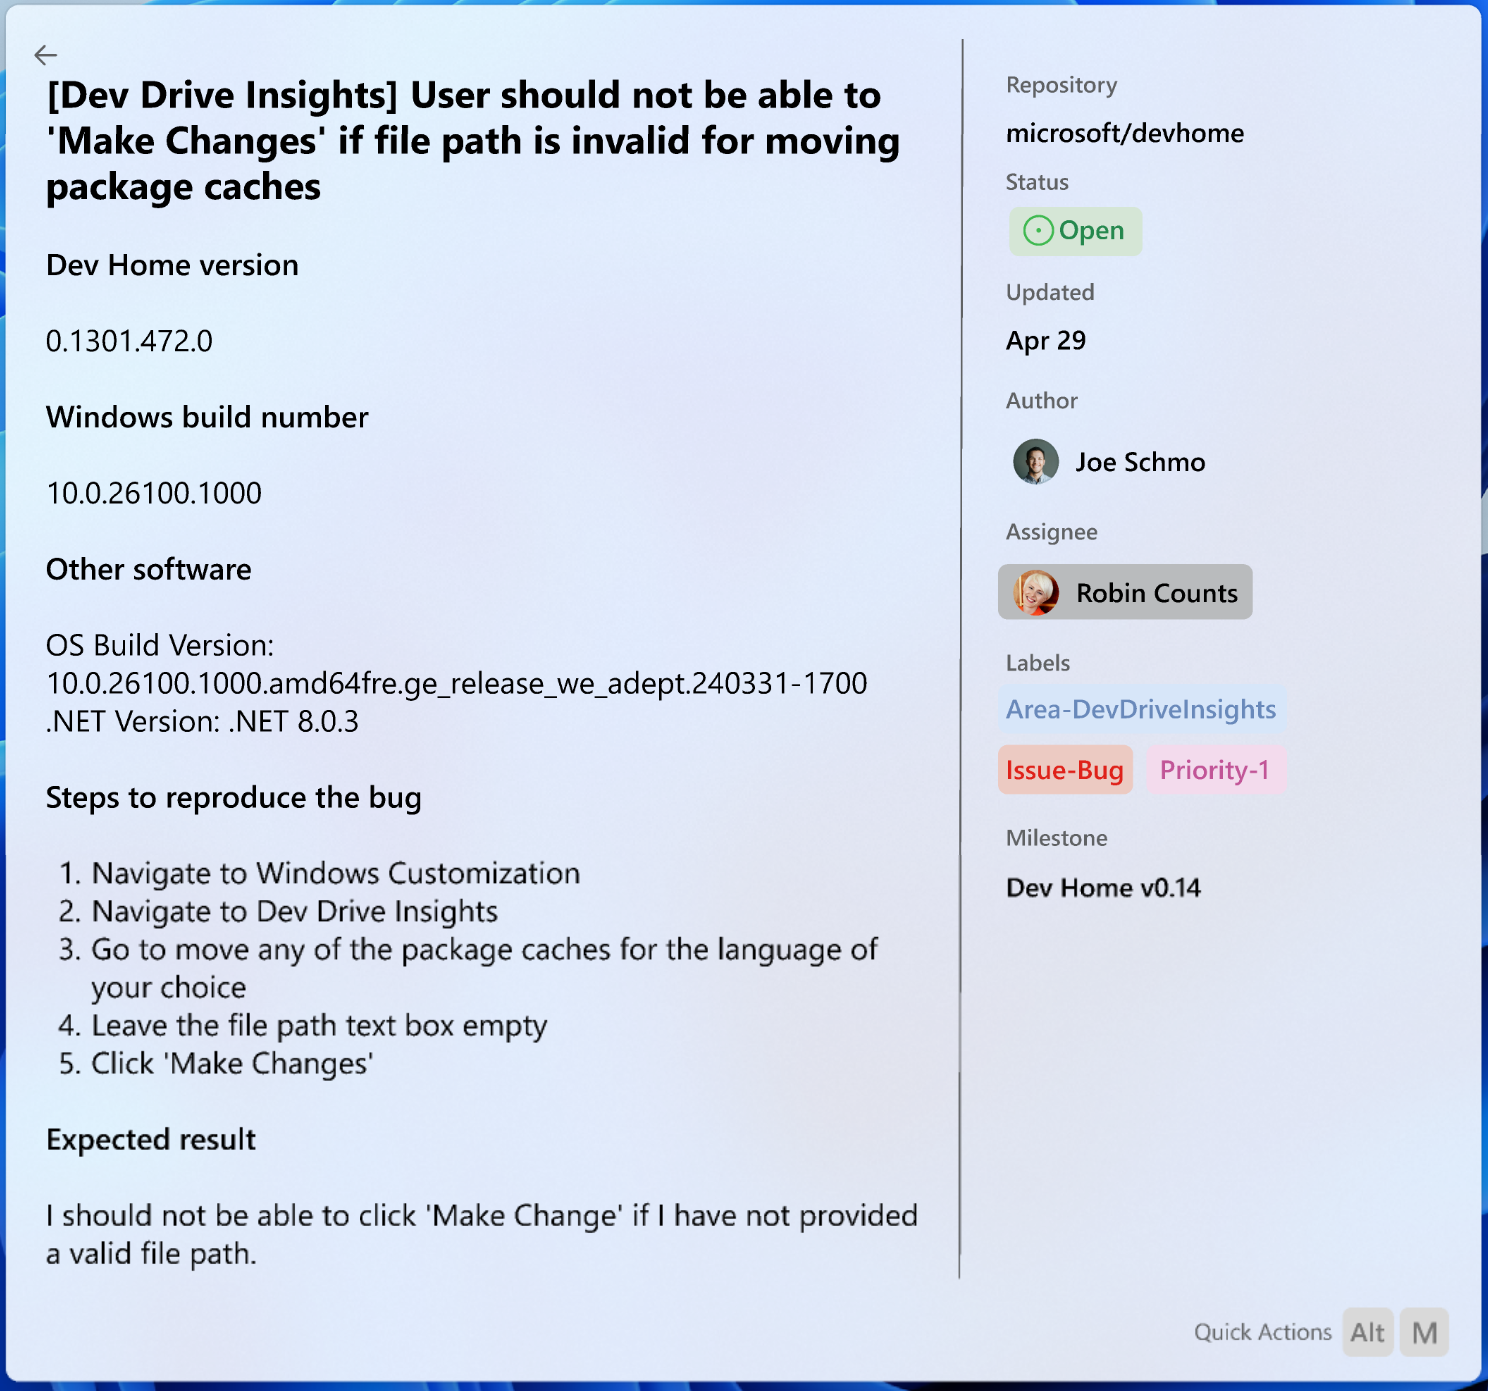 [Dev Drive Insights] User should not be able to
'Make Changes' if file path is invalid for moving
package caches
Dev Home version
0.1301.472.0
Windows build number
10.0.26100.1000
Other software
OS Build Version:
10.0.26100.1000.amd64fre.ge_release_we_adept.240331-1700
.NET Version: .NET 8.0.3
Steps to reproduce the bug
1. Navigate to Windows Customization
2. Navigate to Dev Drive Insights
3. Go to move any of the package caches for the language of
your choice
4. Leave the file path text box empty
5. Click 'Make Changes'
Expected result
I should not be able to click 'Make Change' if I have not provided
a valid file path.
Repository
microsoft/devhome
Status
Open
Updated
Apr 29
Author
Joe Schmo
Assignee
Robin Counts
Labels
Area-DevDriveInsights
Issue-Bug Priority-1
Milestone
Dev Home v0.14
Quick Actions Alt M